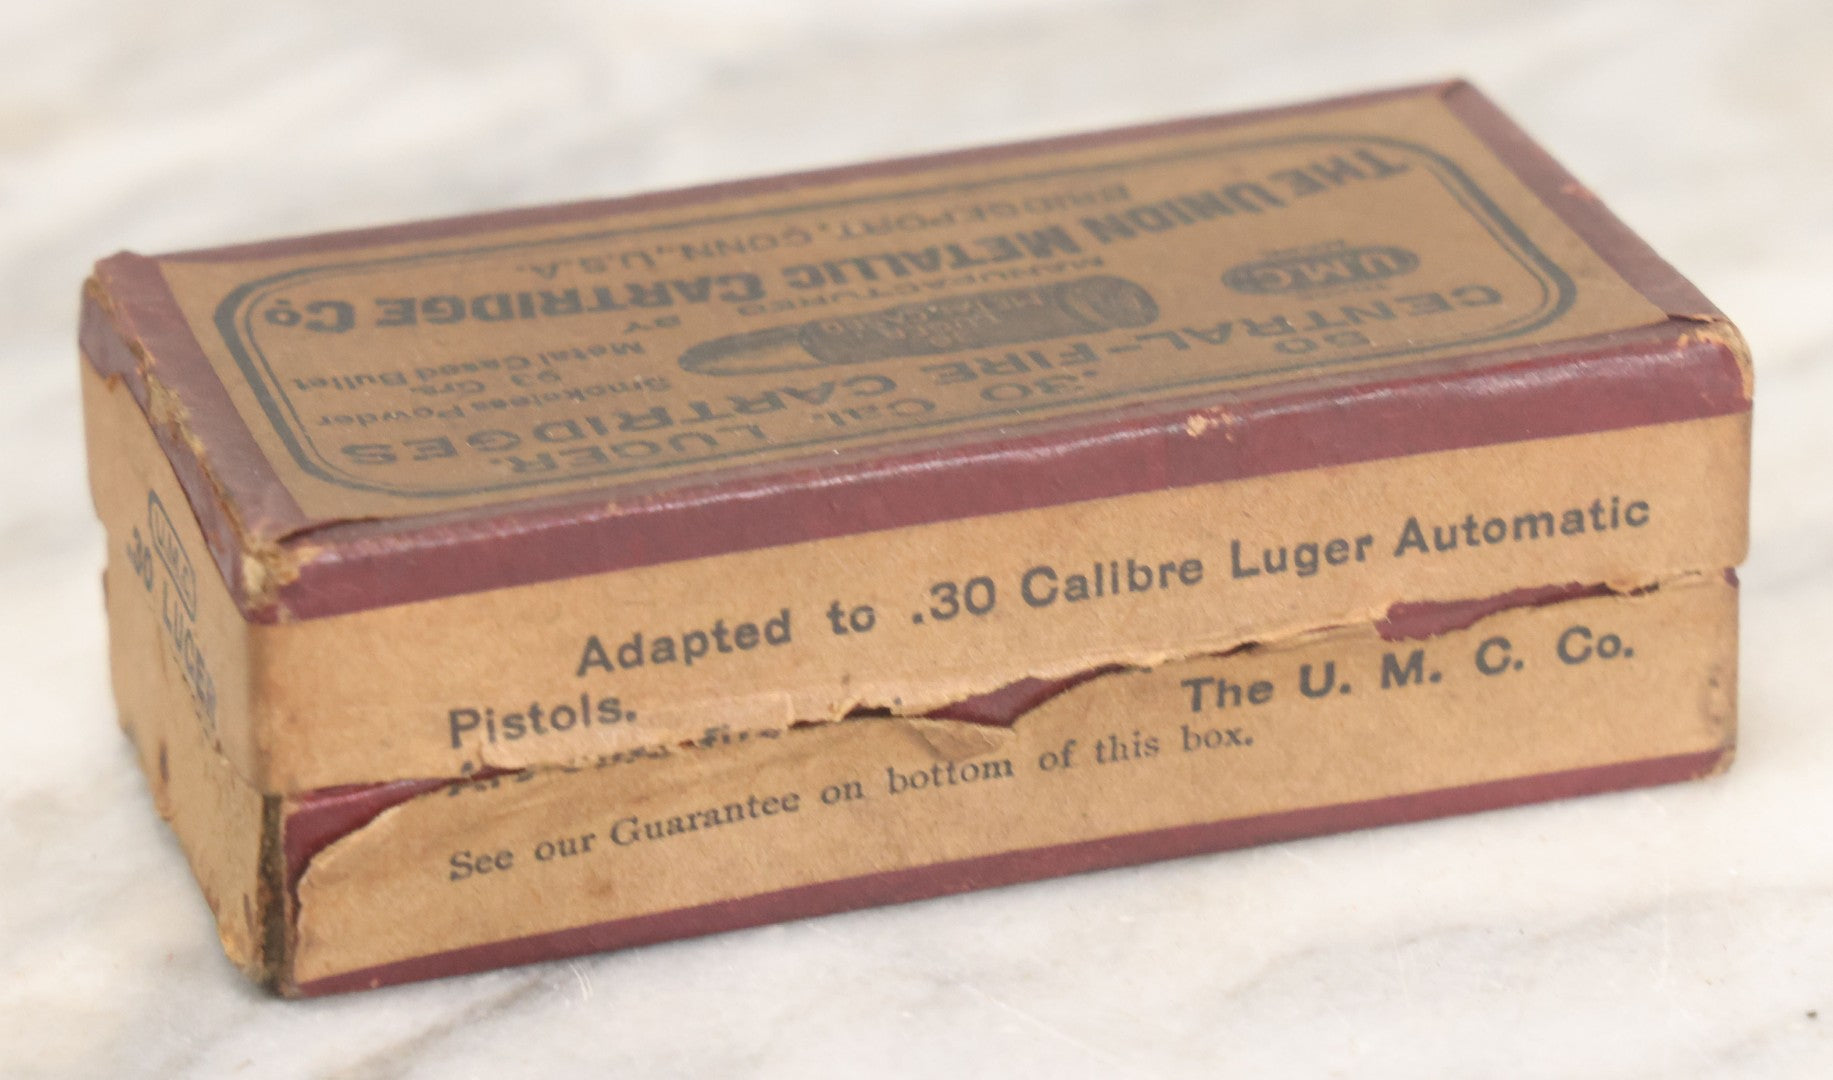 50
.30 Cal. LUGER.
CENTRAL-FIRE CARTRIDGES
U.M.C.
.30
LUGER
Smokeless Powder
93 Grs.
Metal Cased Bullet
MANUFACTURED BY
THE UNION METALLIC CARTRIDGE Co.
BRIDGEPORT, CONN., U.S.A.
U.M.C.
.30 LUGER
Adapted to .30 Calibre Luger Automatic
Pistols.
The U. M. C. Co.
See our Guarantee on bottom of this box.